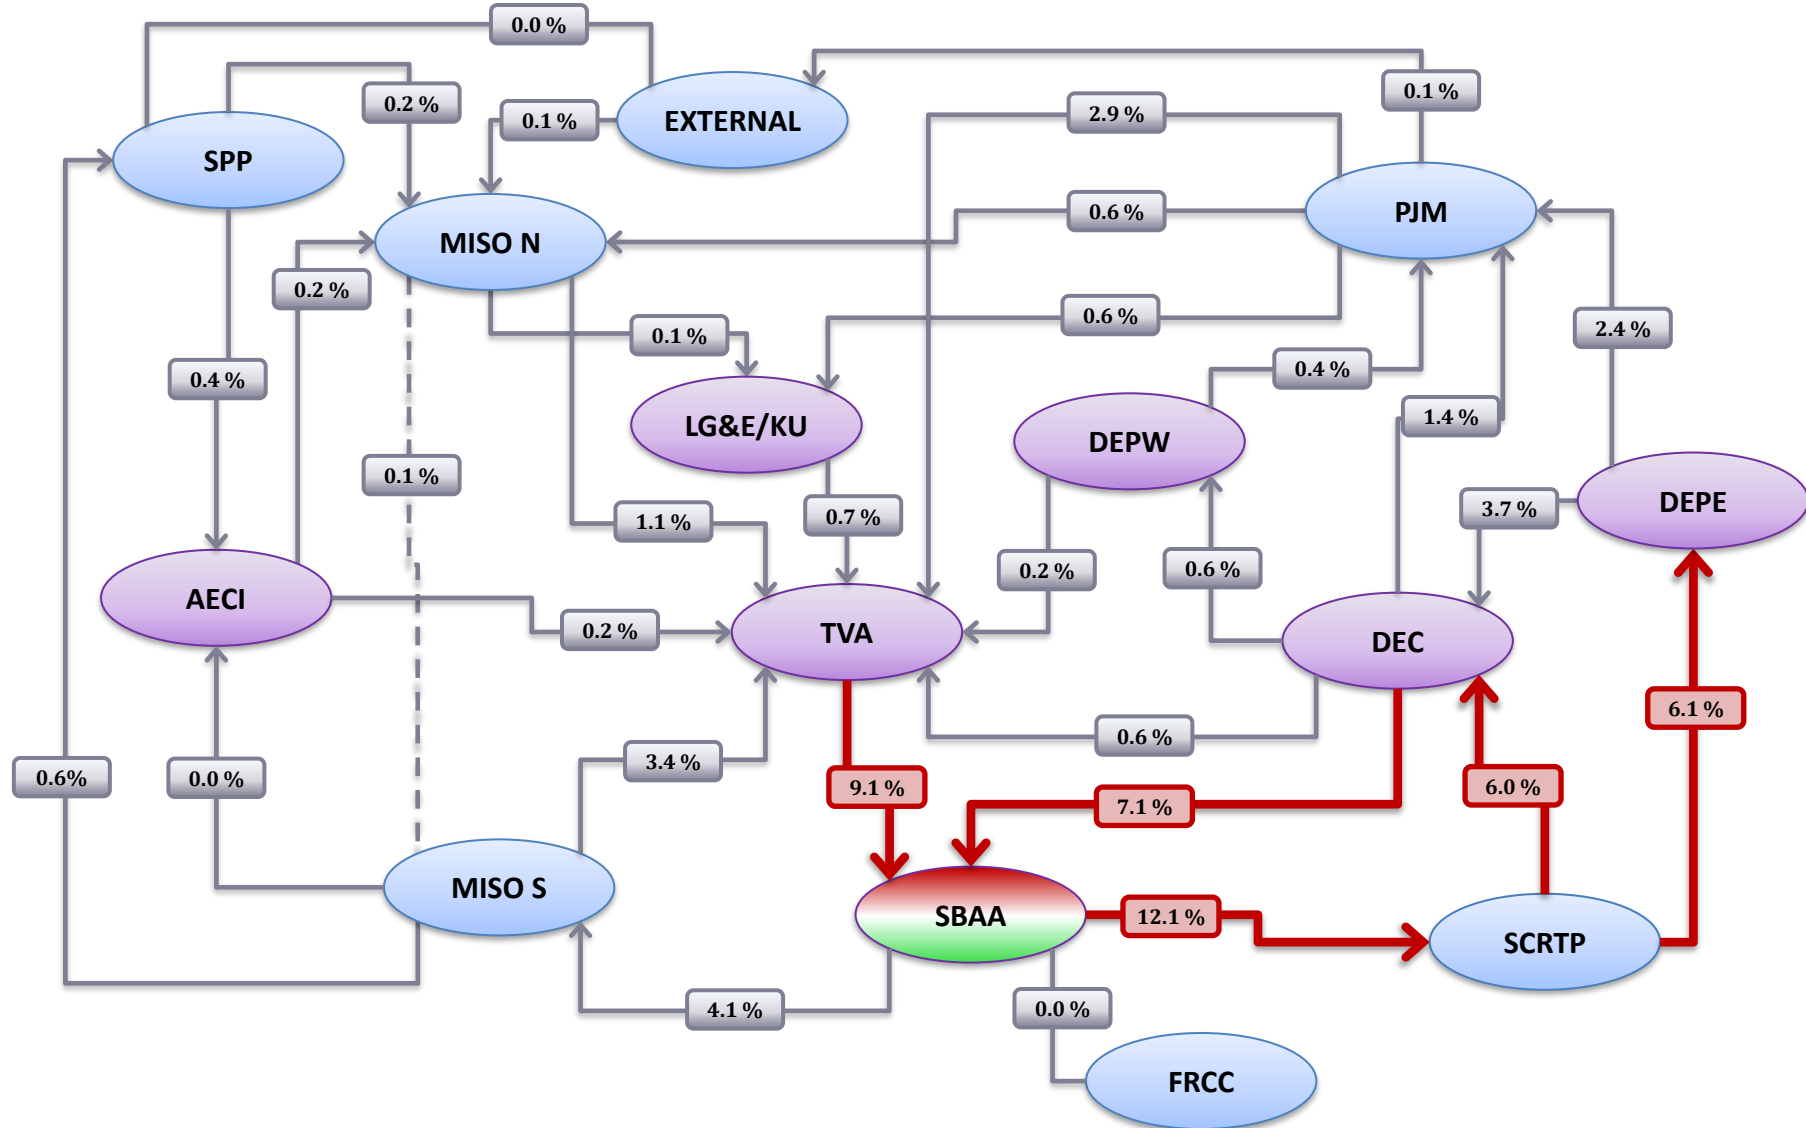 0.0 %
0.2 %
0.1 %
EXTERNAL
0.1 %
2.9 %
SPP
MISO N
0.6 %
PJM
0.2 %
0.1 %
0.6 %
2.4 %
0.4 %
0.4 %
LG&E/KU
DEPW
1.4 %
0.1 %
1.1 %
0.7 %
3.7 %
DEPE
0.2 %
0.6 %
AECI
0.2 %
TVA
DEC
6.1 %
0.6 %
0.6%
0.0 %
3.4 %
9.1 %
7.1 %
6.0 %
MISO S
SBAA
12.1 %
SCRTP
4.1 %
0.0 %
FRCC